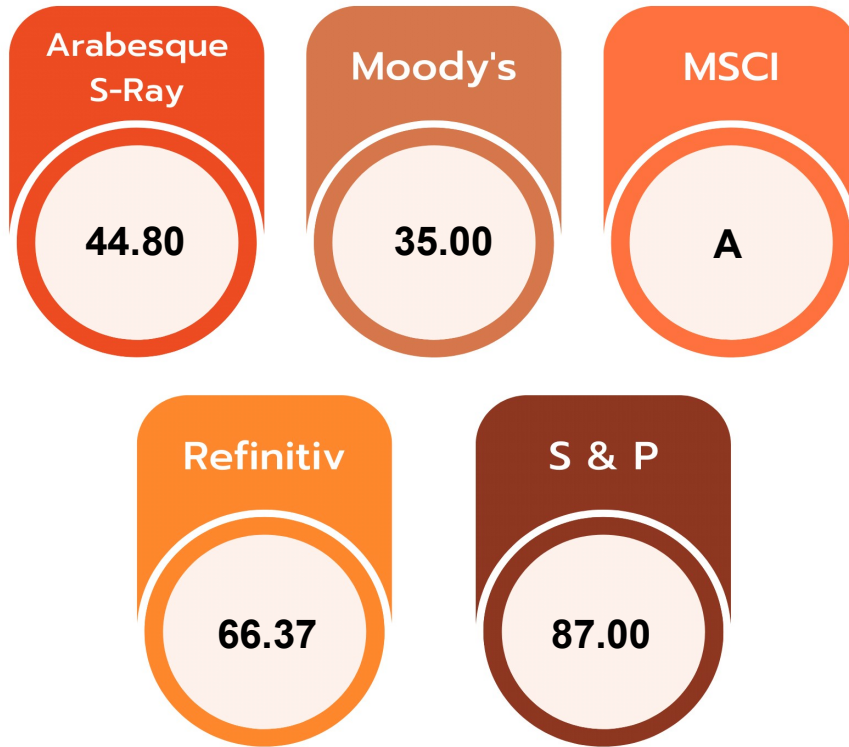 Arabesque
S-Ray
44.80
Moody's
35.00
MSCI
A
Refinitiv
66.37
S & P
87.00